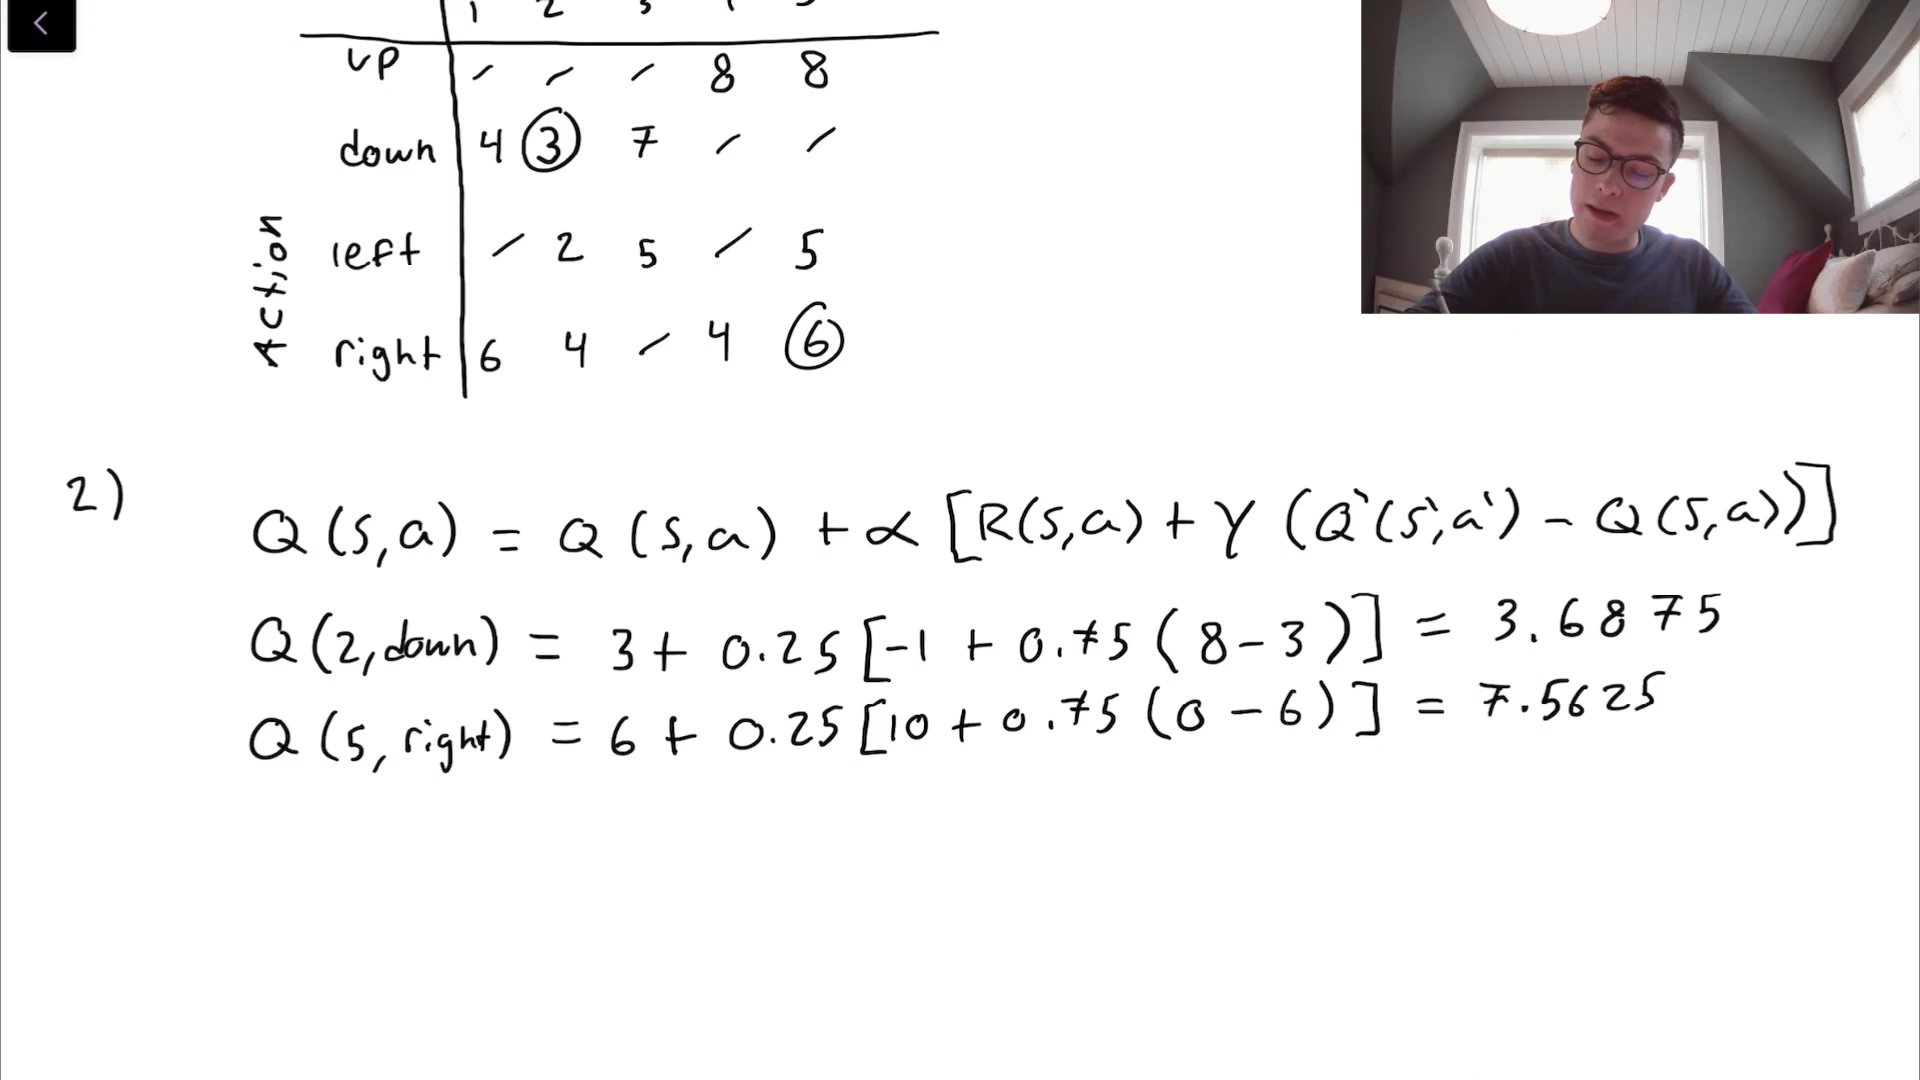 1 2 3 4 5
up / / / 8 8
down 4 3 7 / /
left / 2 5 / 5
right 6 4 / 4 6
Action
2)
Q (S,a) = Q (S,a) + α [R(S,a) + γ (Q'(S',a') - Q(S,a))]
Q (2,down) = 3 + 0.25 [-1 + 0.75 (8-3)] = 3.6875
Q (5, right) = 6 + 0.25 [10 + 0.75 (0-6)] = 7.5625